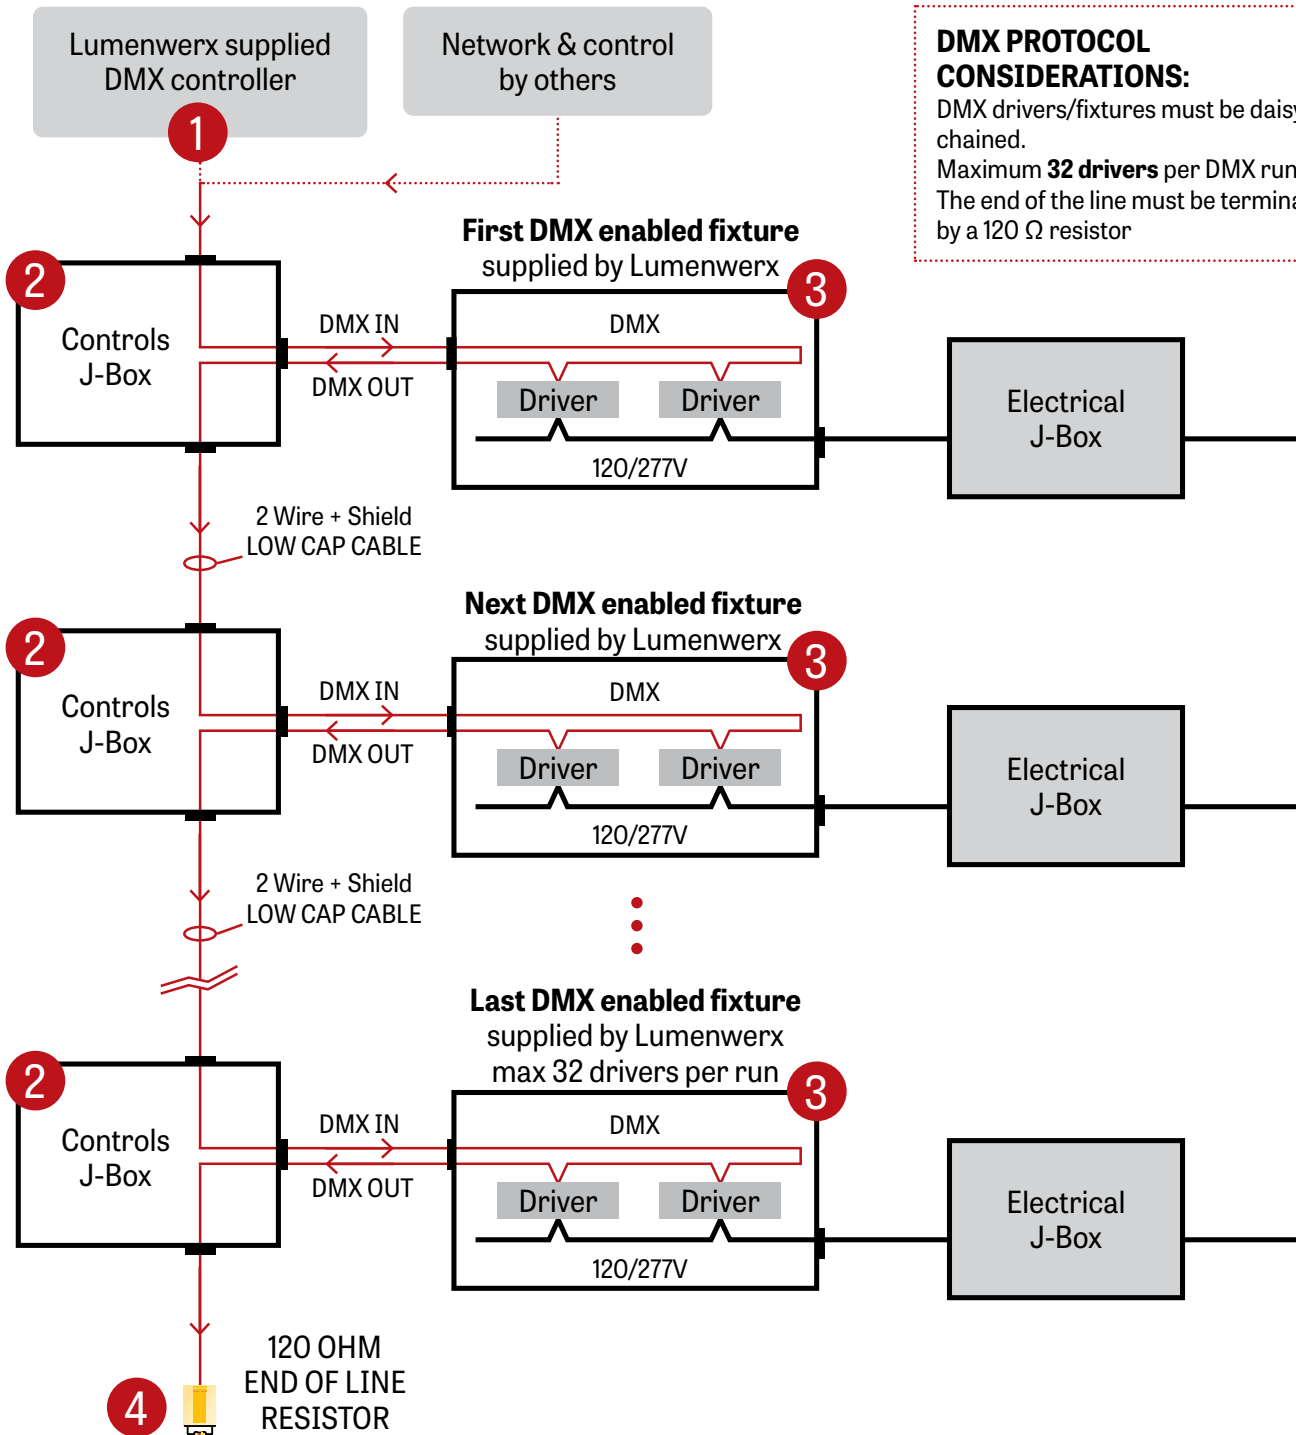 Lumenwerx supplied
DMX controller
1
Network & control
by others
DMX PROTOCOL
CONSIDERATIONS:
DMX drivers/fixtures must be daisy
chained.
Maximum 32 drivers per DMX run
The end of the line must be termina
by a 120 Ω resistor
First DMX enabled fixture
supplied by Lumenwerx
2
Controls
J-Box
DMX IN
DMX OUT
3
DMX
Driver
Driver
120/277V
Electrical
J-Box
2 Wire + Shield
LOW CAP CABLE
Next DMX enabled fixture
supplied by Lumenwerx
2
Controls
J-Box
DMX IN
DMX OUT
3
DMX
Driver
Driver
120/277V
Electrical
J-Box
2 Wire + Shield
LOW CAP CABLE
Last DMX enabled fixture
supplied by Lumenwerx
max 32 drivers per run
2
Controls
J-Box
DMX IN
DMX OUT
3
DMX
Driver
Driver
120/277V
Electrical
J-Box
4
120 OHM
END OF LINE
RESISTOR